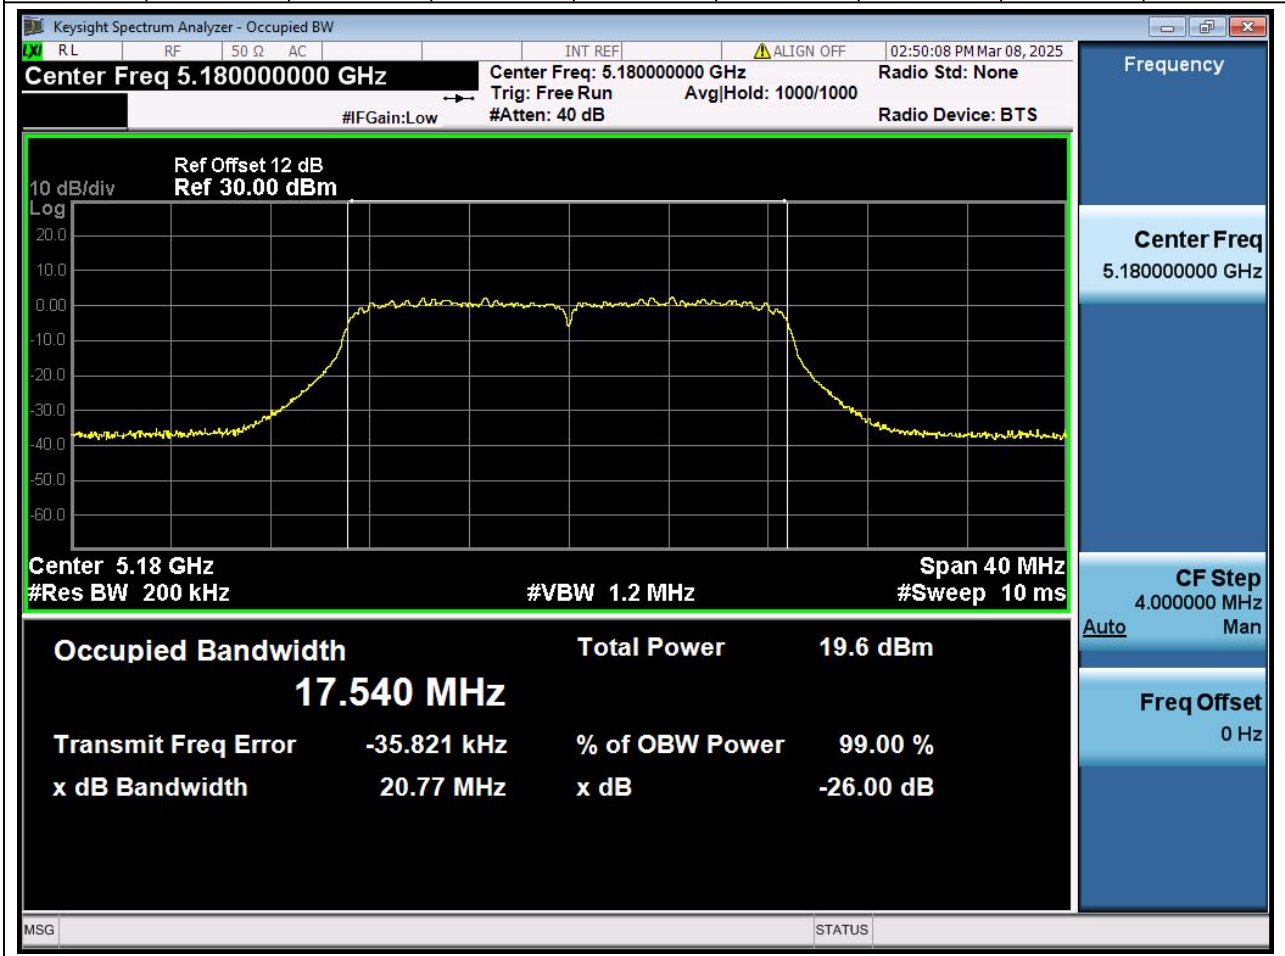 Keysight Spectrum Analyzer - Occupied BW
LXI RL RF 50 Ω AC INT REF ALIGN OFF 02:50:08 PM Mar 08, 2025
Center Freq 5.180000000 GHz
Center Freq: 5.180000000 GHz Radio Std: None
Trig: Free Run Avg|Hold: 1000/1000
#IFGain:Low #Atten: 40 dB Radio Device: BTS
Ref Offset 12 dB
10 dB/div Ref 30.00 dBm
Log
20.0
10.0
0.00
-10.0
-20.0
-30.0
-40.0
-50.0
-60.0
Center 5.18 GHz Span 40 MHz
#Res BW 200 kHz #VBW 1.2 MHz #Sweep 10 ms
Occupied Bandwidth Total Power 19.6 dBm
17.540 MHz
Transmit Freq Error -35.821 kHz % of OBW Power 99.00 %
x dB Bandwidth 20.77 MHz x dB -26.00 dB
MSG STATUS
Frequency
Center Freq
5.180000000 GHz
CF Step
4.000000 MHz
Auto Man
Freq Offset
0 Hz